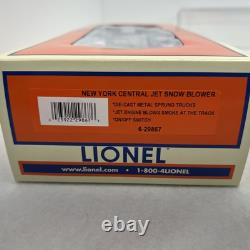 NEW YORK CENTRAL JET SNOW BLOWER
*DIE-CAST METAL SPRUNG TRUCKS
*JET ENGINE BLOWS SMOKE AT THE TRACK
*ON/OFF SWITCH
6-29867
LIONEL®
www.lionel.com • 1-800-4LIONEL